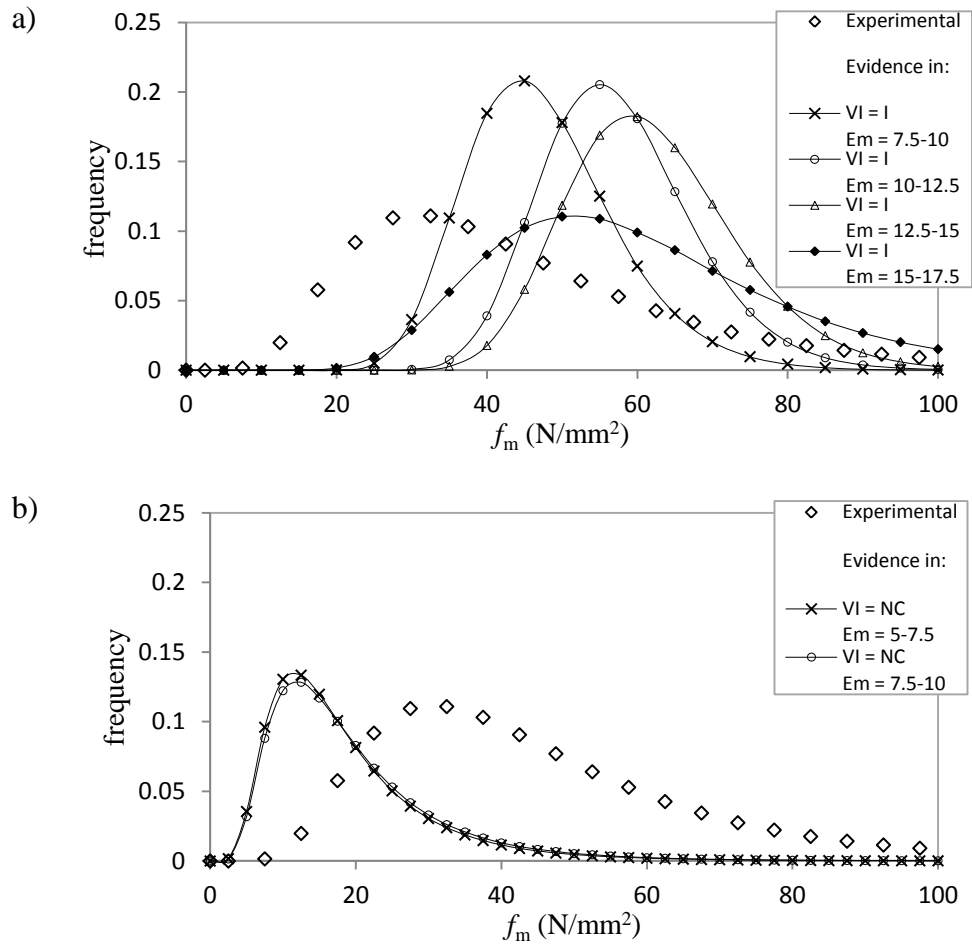 a)
0.25
0.2
0.15
0.1
0.05
0
frequency
0 20 40 60 80 100
fm (N/mm²)
Experimental
Evidence in:
VI = I
Em = 7.5-10
VI = I
Em = 10-12.5
VI = I
Em = 12.5-15
VI = I
Em = 15-17.5
b)
0.25
0.2
0.15
0.1
0.05
0
frequency
0 20 40 60 80 100
fm (N/mm²)
Experimental
Evidence in:
VI = NC
Em = 5-7.5
VI = NC
Em = 7.5-10